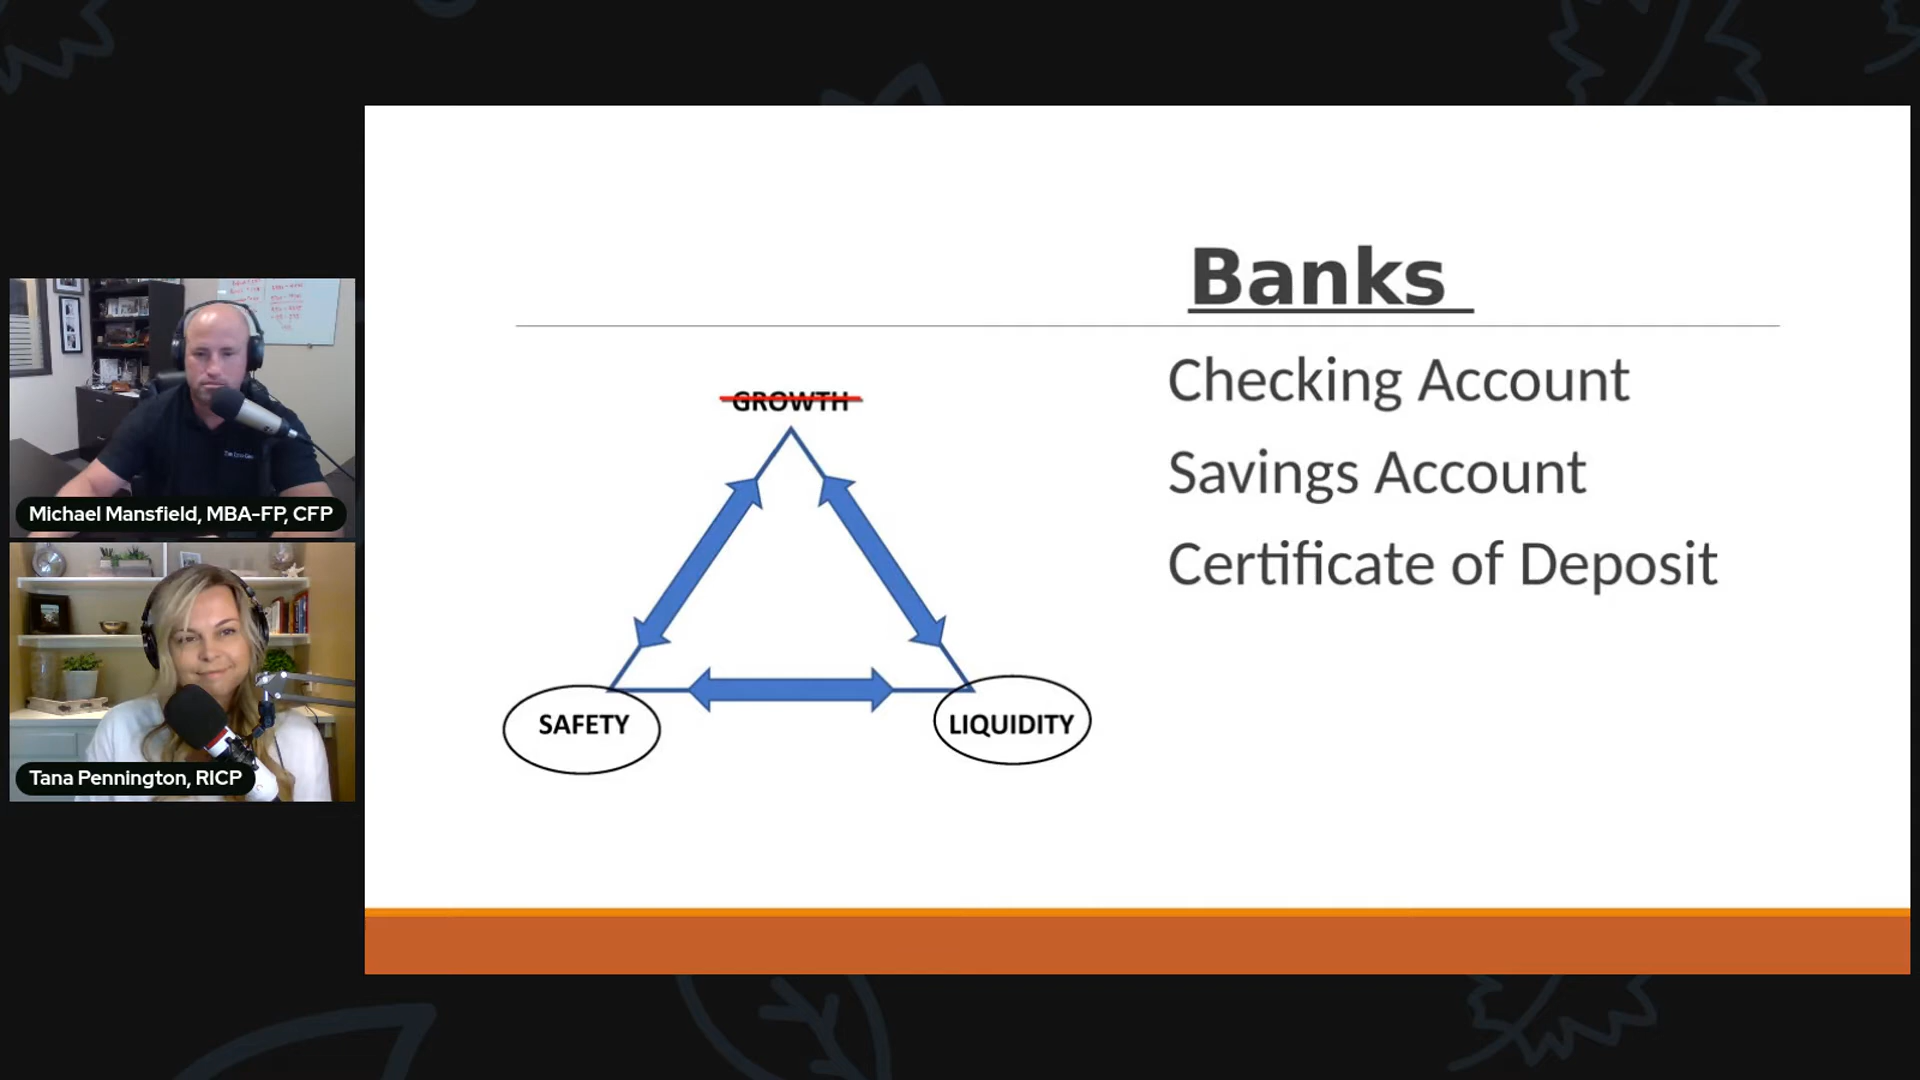 Banks
Checking Account
Savings Account
Certificate of Deposit
GROWTH
SAFETY
LIQUIDITY
Michael Mansfield, MBA-FP, CFP
Tana Pennington, RICP